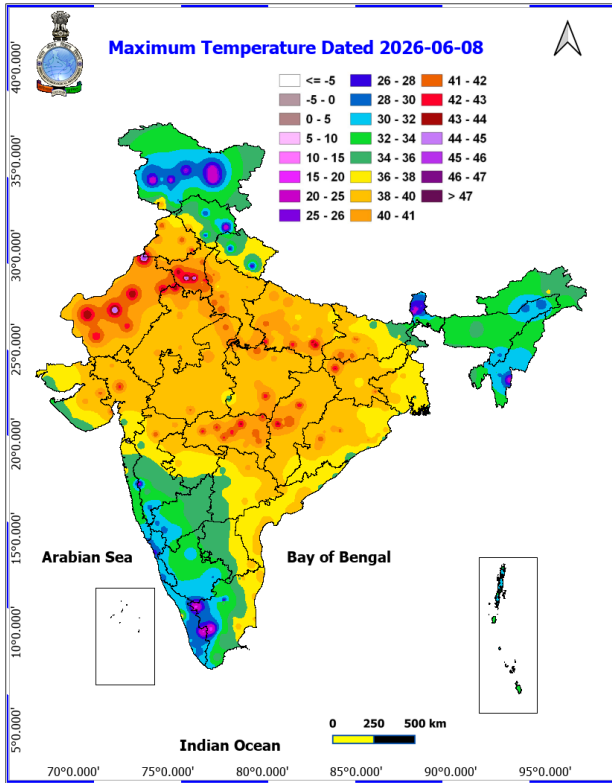 Maximum Temperature Dated 2026-06-08
<= -5
-5 - 0
0 - 5
5 - 10
10 - 15
15 - 20
20 - 25
25 - 26
26 - 28
28 - 30
30 - 32
32 - 34
34 - 36
36 - 38
38 - 40
40 - 41
41 - 42
42 - 43
43 - 44
44 - 45
45 - 46
46 - 47
> 47
40°0.000'
35°0.000'
30°0.000'
25°0.000'
20°0.000'
15°0.000'
10°0.000'
5°0.000'
Arabian Sea
Bay of Bengal
Indian Ocean
0 250 500 km
70°0.000' 75°0.000' 80°0.000' 85°0.000' 90°0.000' 95°0.000'